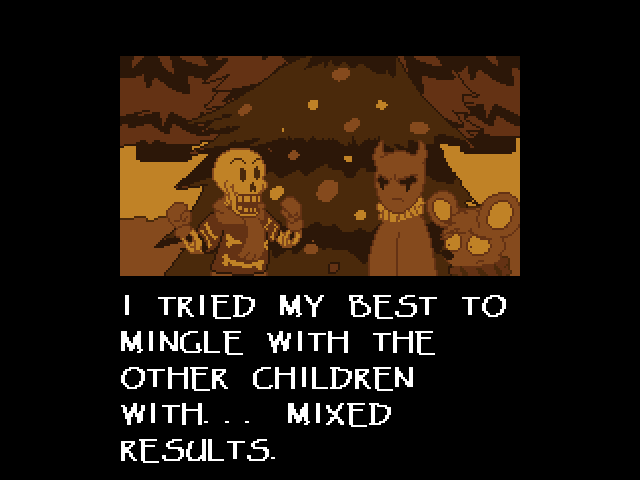 I TRIED MY BEST TO
MINGLE WITH THE
OTHER CHILDREN
WITH... MIXED
RESULTS.